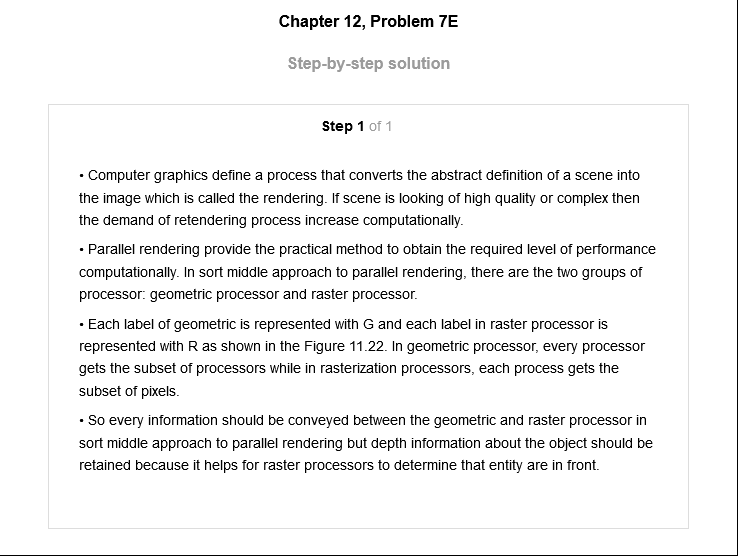 Chapter 12, Problem 7E
Step-by-step solution
Step 1 of 1
• Computer graphics define a process that converts the abstract definition of a scene into
the image which is called the rendering. If scene is looking of high quality or complex then
the demand of retendering process increase computationally.
• Parallel rendering provide the practical method to obtain the required level of performance
computationally. In sort middle approach to parallel rendering, there are the two groups of
processor: geometric processor and raster processor.
• Each label of geometric is represented with G and each label in raster processor is
represented with R as shown in the Figure 11.22. In geometric processor, every processor
gets the subset of processors while in rasterization processors, each process gets the
subset of pixels.
• So every information should be conveyed between the geometric and raster processor in
sort middle approach to parallel rendering but depth information about the object should be
retained because it helps for raster processors to determine that entity are in front.